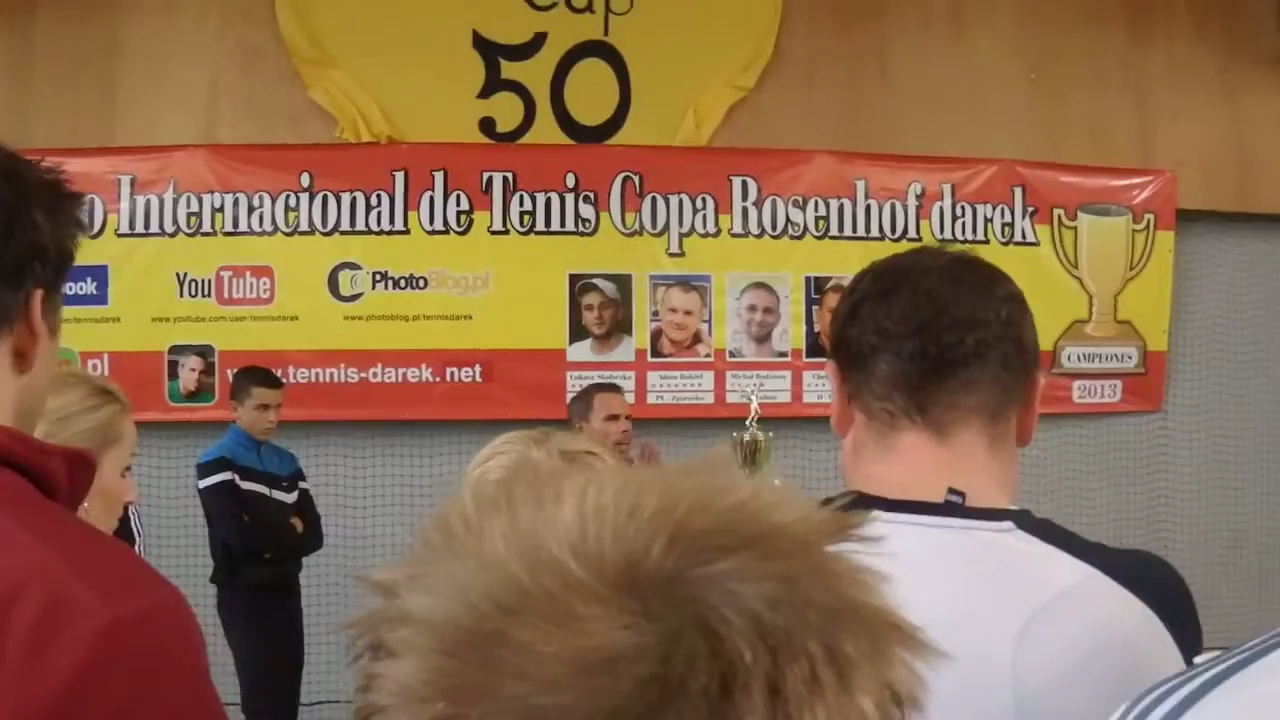 Cup
50
o Internacional de Tenis Copa Rosenhof darek
ook
YouTube
PhotoBlog.pl
www.youtube.com/user/tennisdarek
www.photoblog.pl/tennisdarek
.pl
www.tennis-darek.net
CAMPEONES
2013